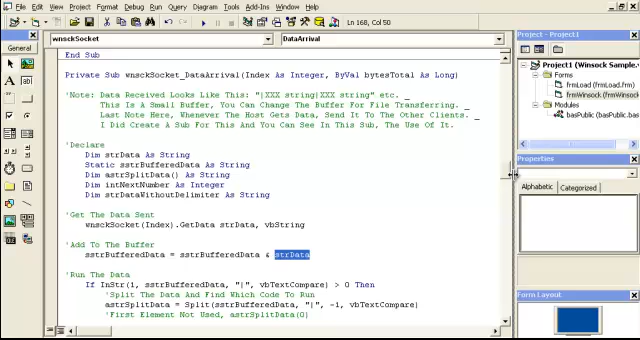 File Edit View Project Format Debug Run Query Diagram Tools Add-Ins Window Help
Ln 168, Col 50
General
wnsckSocket
DataArrival
End Sub
Private Sub wnsckSocket_DataArrival(Index As Integer, ByVal bytesTotal As Long)
'Note: Data Received Looks Like This: "|XXX string|XXX string" etc. _
This Is A Small Buffer, You Can Change The Buffer For File Transferring. _
Last Note Here, Whenever The Host Gets Data, Send It To The Other Clients. _
I Did Create A Sub For This And You Can See In This Sub, The Use Of It.
'Declare
Dim strData As String
Static sstrBufferedData As String
Dim astrSplitData() As String
Dim intNextNumber As Integer
Dim strDataWithoutDelimiter As String
'Get The Data Sent
wnsckSocket(Index).GetData strData, vbString
'Add To The Buffer
sstrBufferedData = sstrBufferedData & strData
'Run The Data
If InStr(1, sstrBufferedData, "|", vbTextCompare) > 0 Then
'Split The Data And Find Which Code To Run
astrSplitData = Split(sstrBufferedData, "|", -1, vbTextCompare)
'First Element Not Used, astrSplitData(0)
Project - Project1
Project1 (Winsock Sample.
Forms
frmLoad (frmLoad.frm)
frmWinsock (frmWinsock
Modules
basPublic (basPublic.bas
Properties
Alphabetic
Categorized
Form Layout